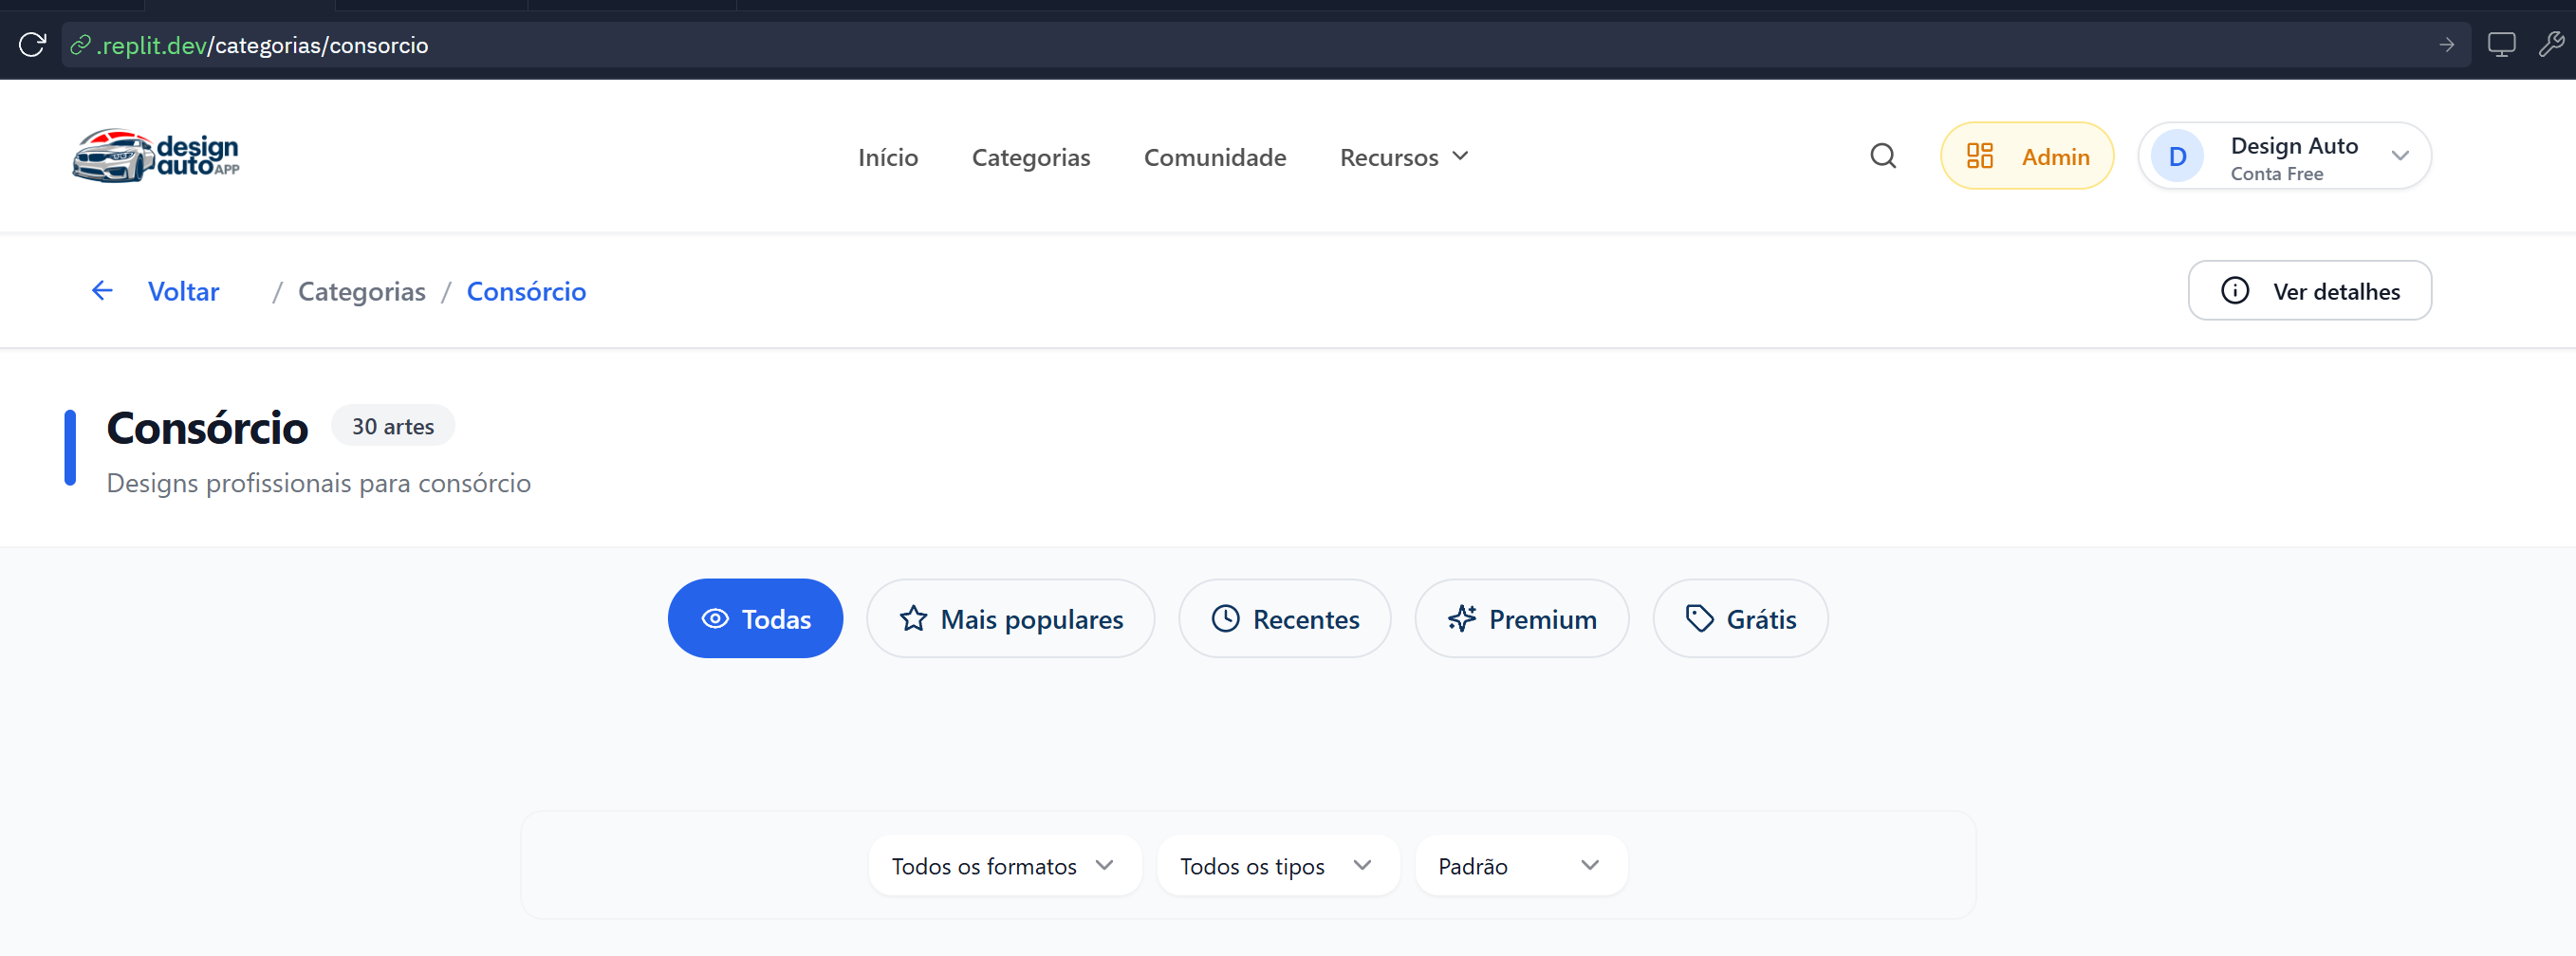 .replit.dev/categorias/consorcio
design
autoAPP
Início
Categorias
Comunidade
Recursos
Admin
D
Design Auto
Conta Free
Voltar / Categorias / Consórcio
Ver detalhes
Consórcio
30 artes
Designs profissionais para consórcio
Todas
Mais populares
Recentes
Premium
Grátis
Todos os formatos
Todos os tipos
Padrão